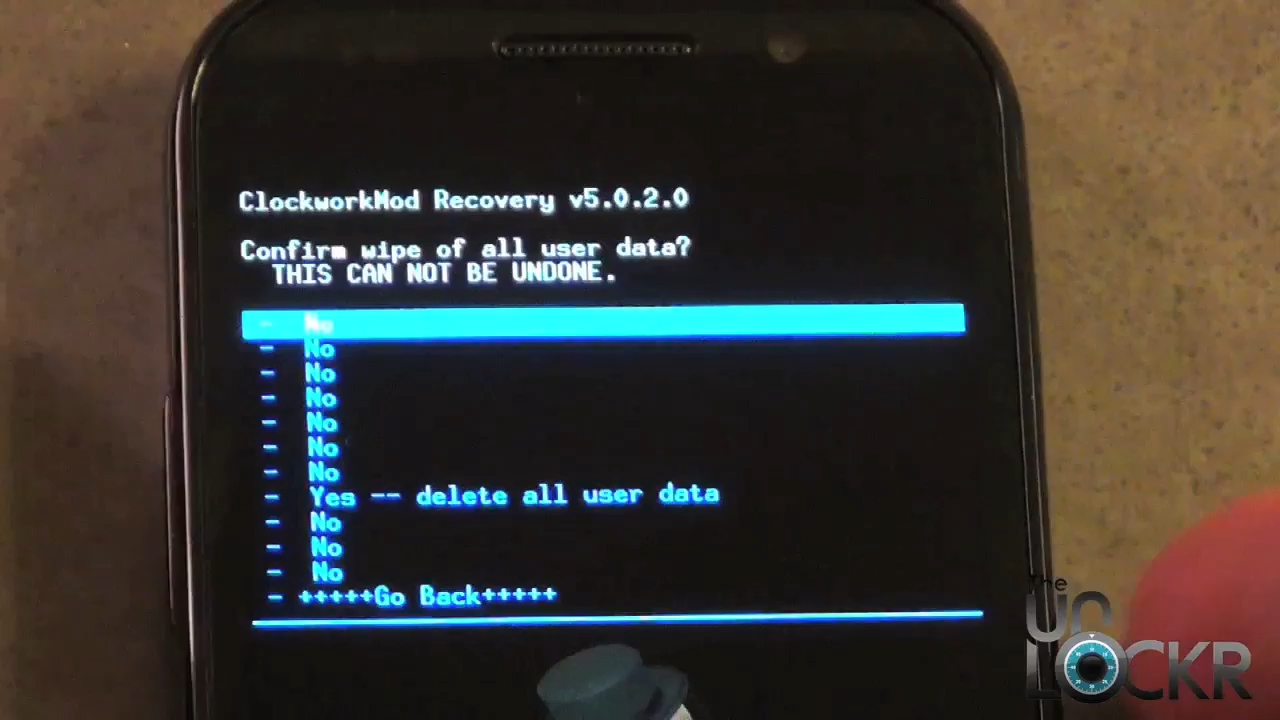 ClockworkMod Recovery v5.0.2.0
Confirm wipe of all user data?
THIS CAN NOT BE UNDONE.
- No
- No
- No
- No
- No
- No
- No
- Yes -- delete all user data
- No
- No
- No
- +++++Go Back+++++
The
UN
LOCKR